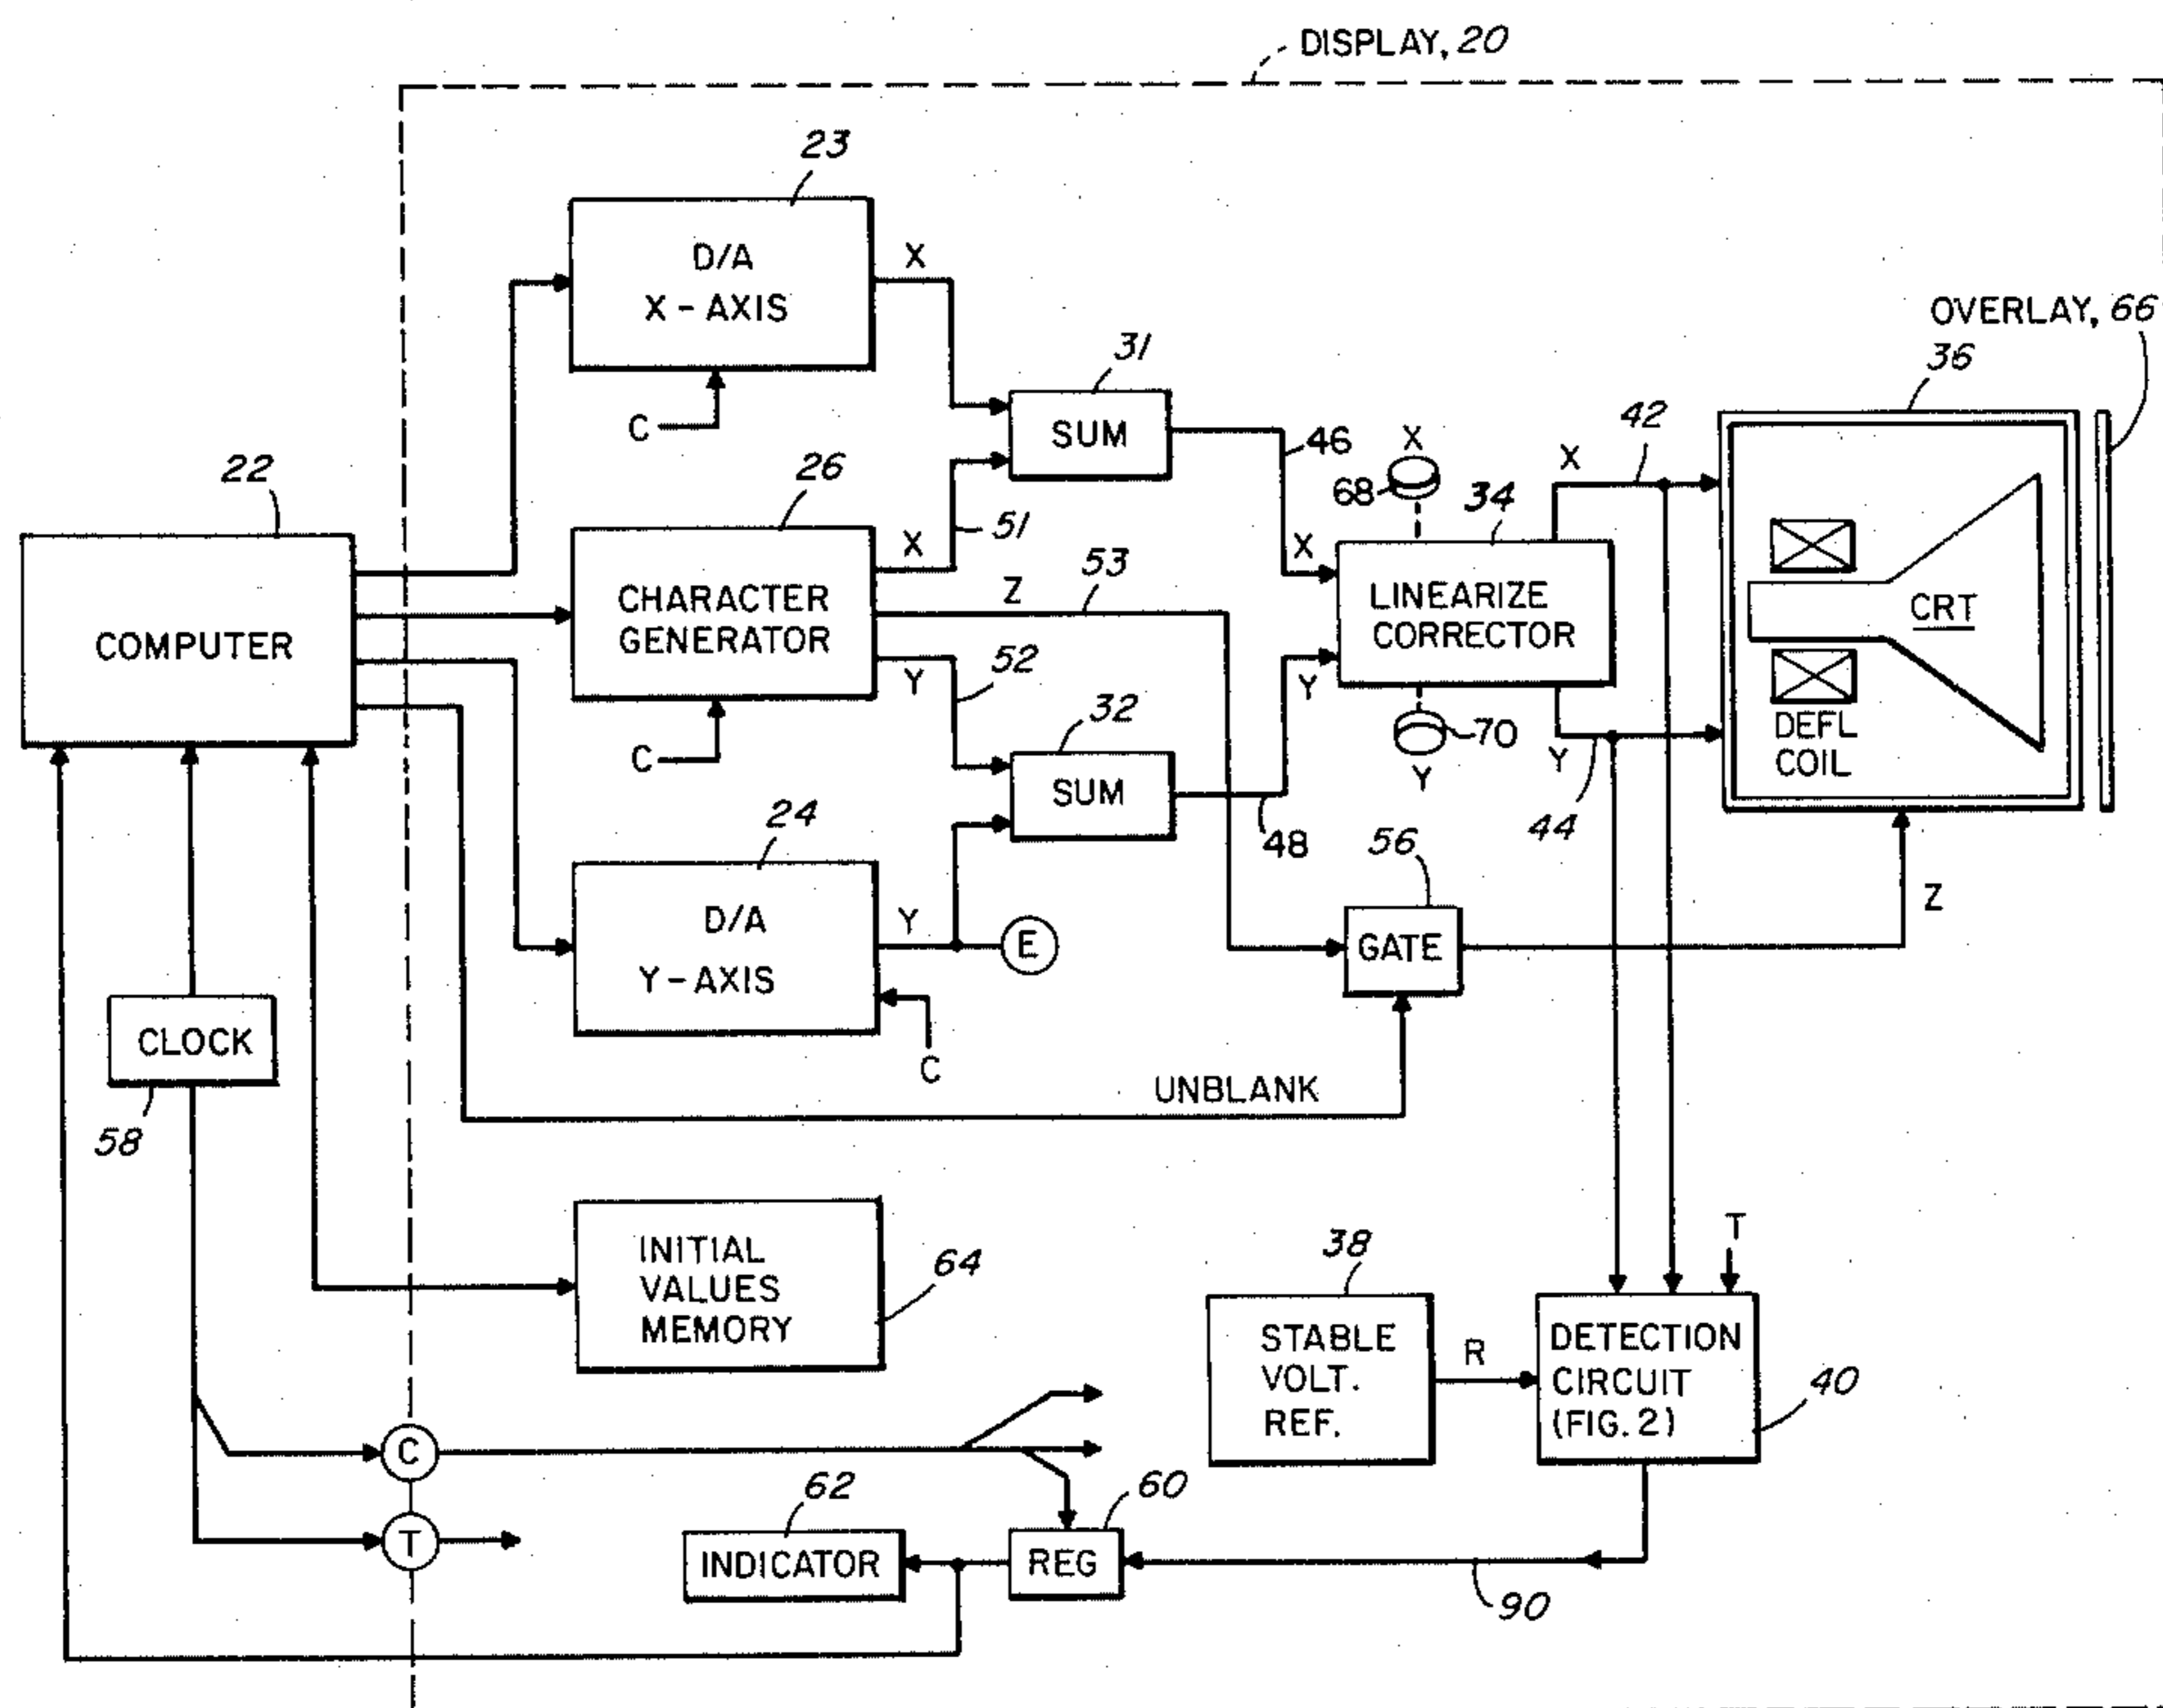 DISPLAY, 20
23
D/A
X-AXIS
X
C
OVERLAY, 66
36
31
SUM
46
42
X
X
68
34
22
COMPUTER
26
CHARACTER
GENERATOR
X
51
53
Z
X
LINEARIZE
CORRECTOR
CRT
Y
52
Y
DEFL
COIL
C
32
SUM
48
70
Y
Y
44
24
D/A
Y-AXIS
Y
E
C
56
GATE
Z
CLOCK
58
UNBLANK
INITIAL
VALUES
MEMORY
64
38
STABLE
VOLT.
REF.
R
T
DETECTION
CIRCUIT
(FIG. 2)
40
C
T
62
INDICATOR
60
REG
90